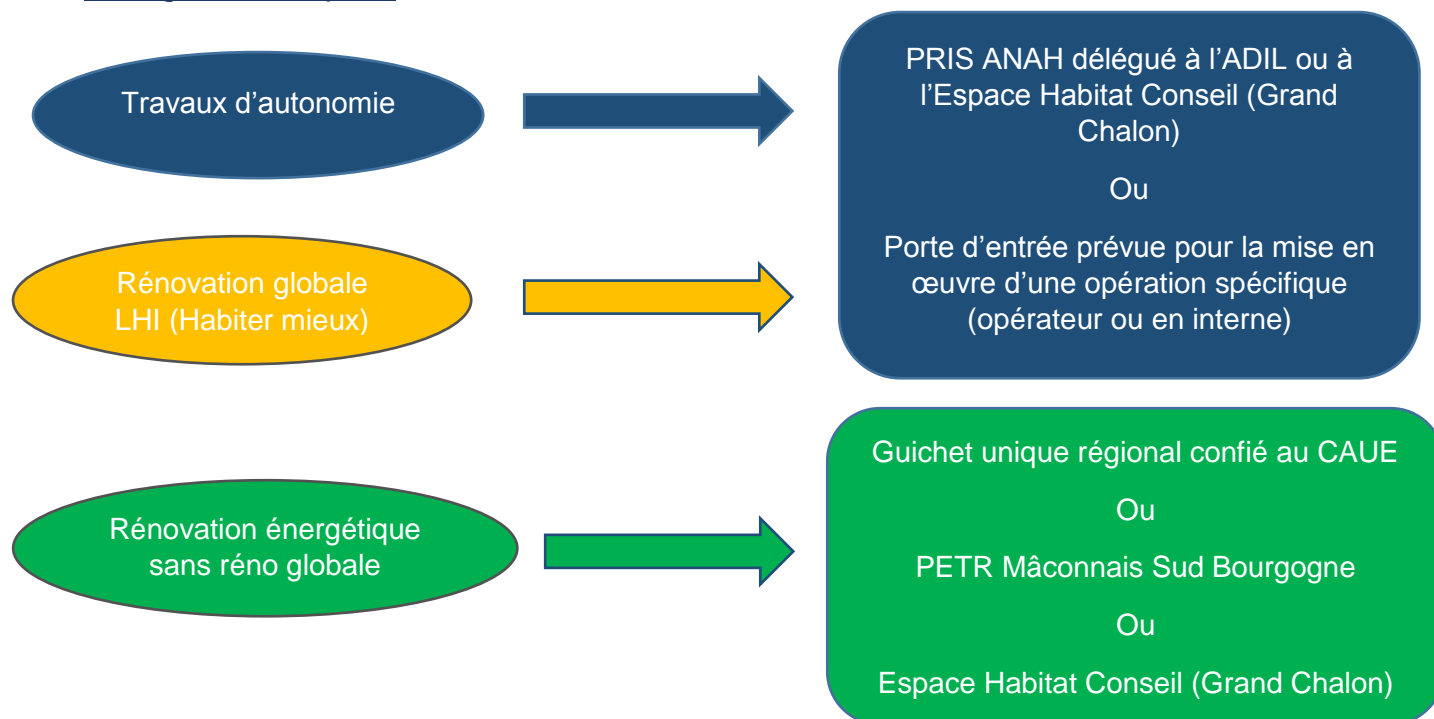 Travaux d'autonomie
PRIS ANAH délégué à l'ADIL ou à
l'Espace Habitat Conseil (Grand
Chalon)
Ou
Porte d'entrée prévue pour la mise en
œuvre d'une opération spécifique
(opérateur ou en interne)
Rénovation globale
LHI (Habiter mieux)
Rénovation énergétique
sans réno globale
Guichet unique régional confié au CAUE
Ou
PETR Mâconnais Sud Bourgogne
Ou
Espace Habitat Conseil (Grand Chalon)